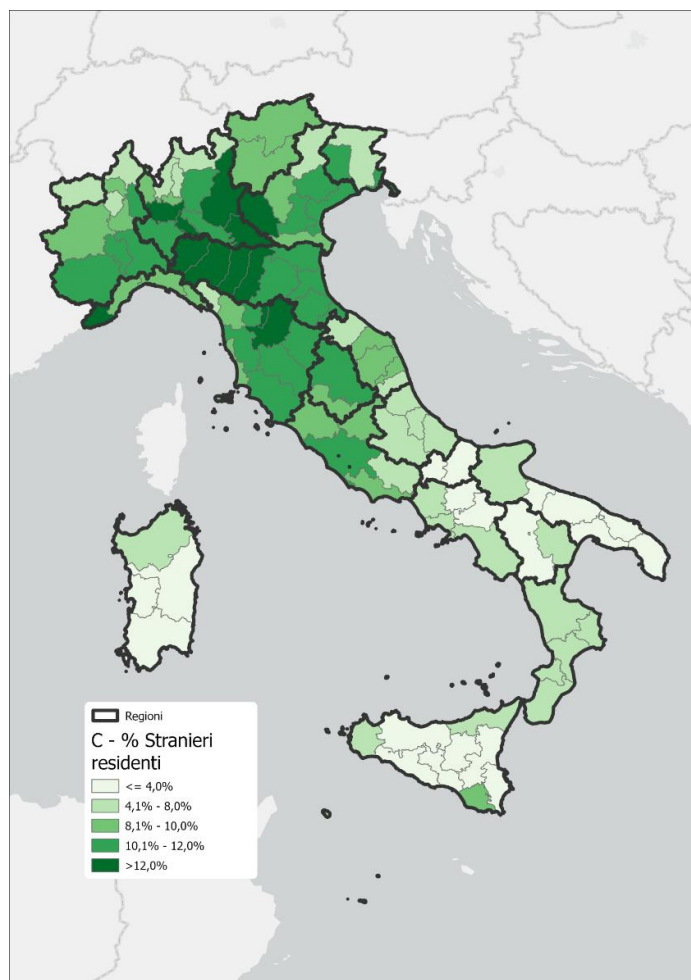 Regioni
C - % Stranieri
residenti
<= 4,0%
4,1% - 8,0%
8,1% - 10,0%
10,1% - 12,0%
>12,0%